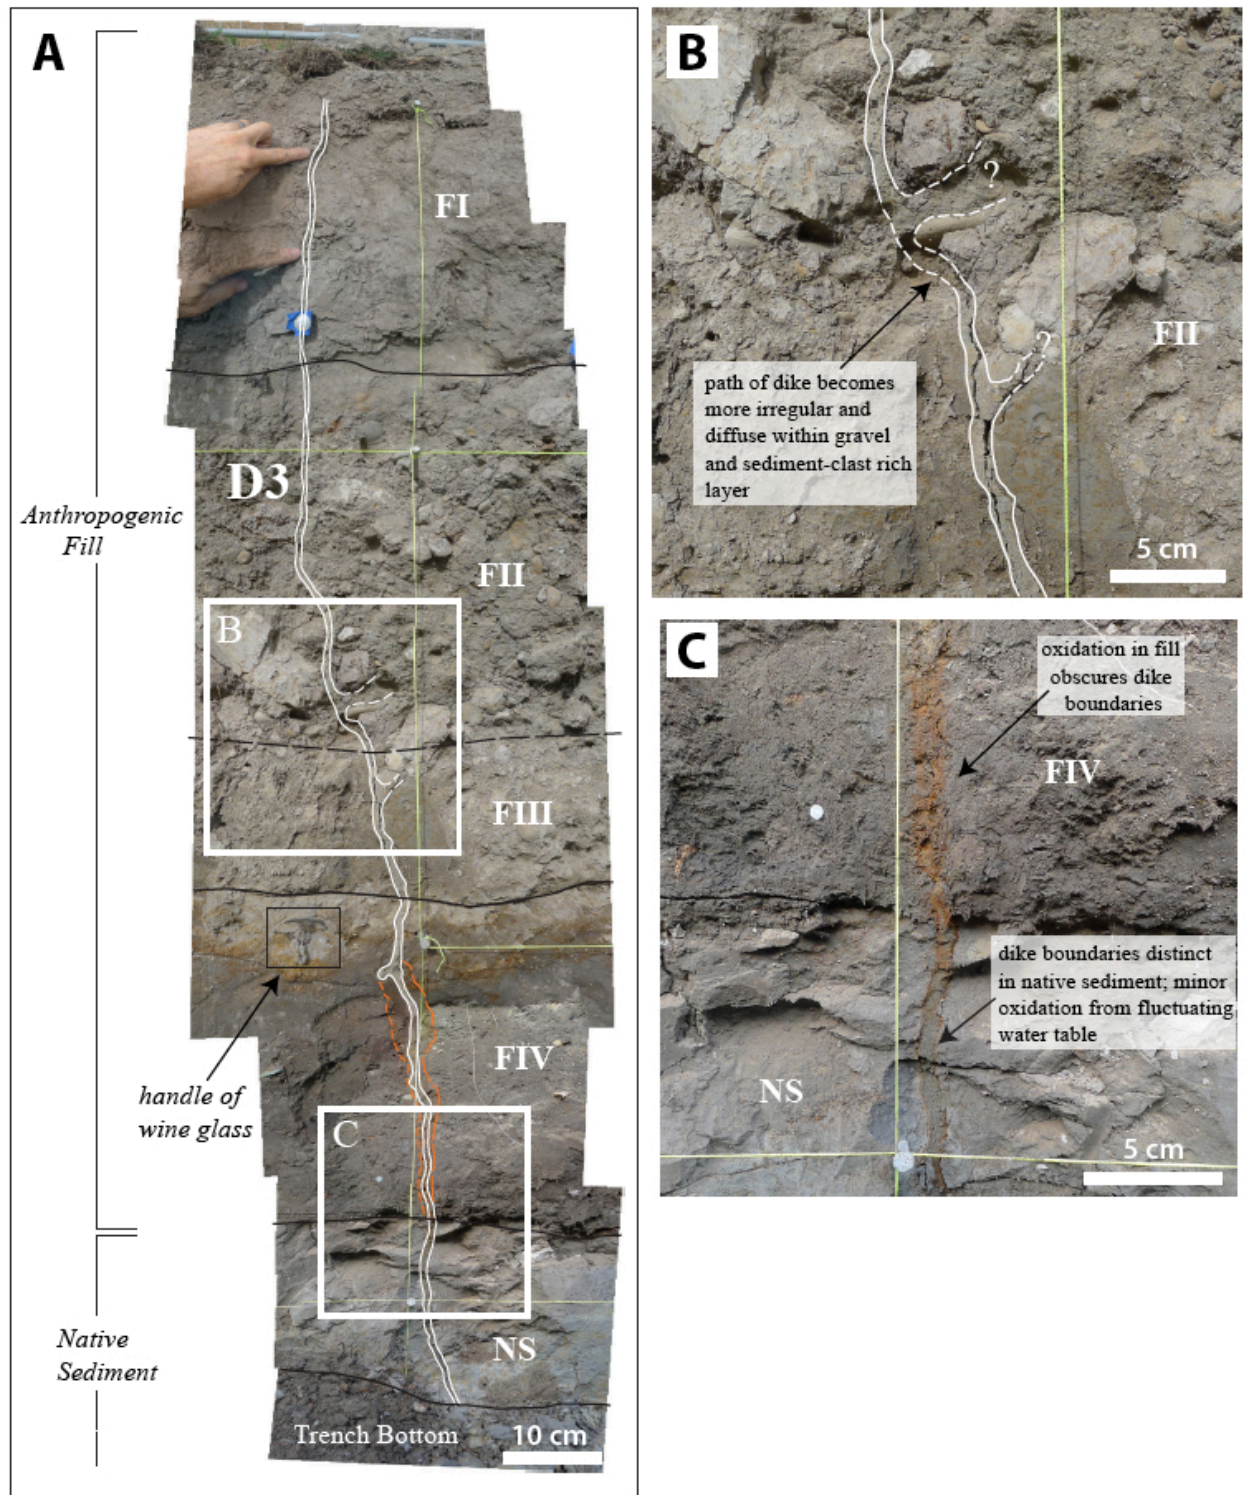 A
FI
D3
Anthropogenic
Fill
FII
B
FIII
handle of
wine glass
FIV
C
Native
Sediment
NS
Trench Bottom
10 cm
B
?
path of dike becomes
more irregular and
diffuse within gravel
and sediment-clast rich
layer
?
FII
5 cm
C
oxidation in fill
obscures dike
boundaries
FIV
dike boundaries distinct
in native sediment; minor
oxidation from fluctuating
water table
NS
5 cm